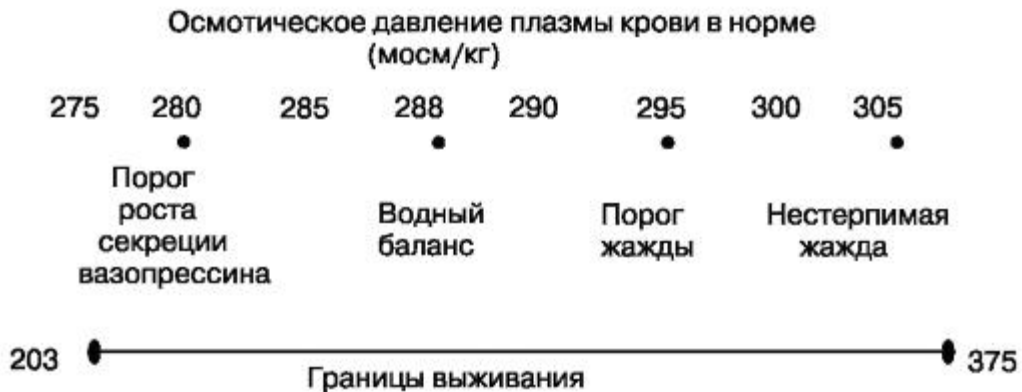 Осмотическое давление плазмы крови в норме
(мосм/кг)
275 280 285 288 290 295 300 305
Порог
роста
секреции
вазопрессина
Водный
баланс
Порог
жажды
Нестерпимая
жажда
203 375
Границы выживания